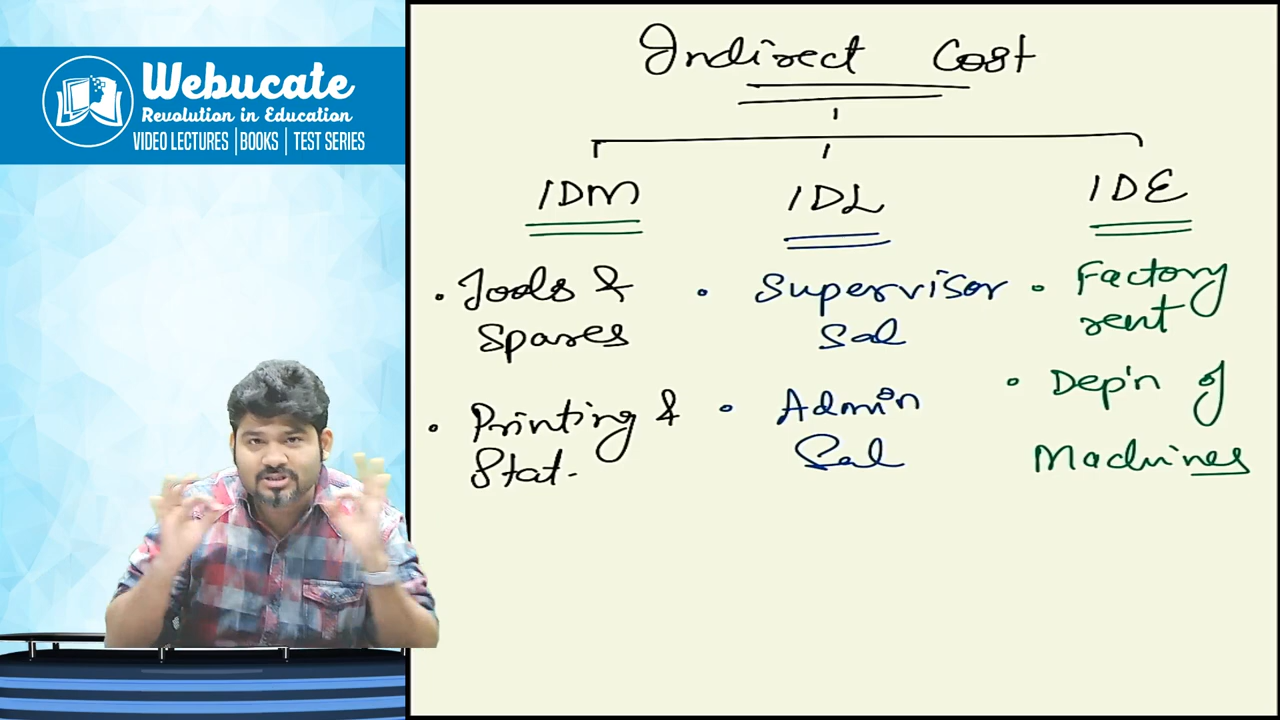 Webucate
Revolution in Education
VIDEO LECTURES | BOOKS | TEST SERIES
Indirect Cost
IDM
• Tools &
Spares
• Printing &
Stat.
IDL
• Supervisor
Sal
• Admin
Sal
IDE
• Factory
rent
• Dep'n of
Machines